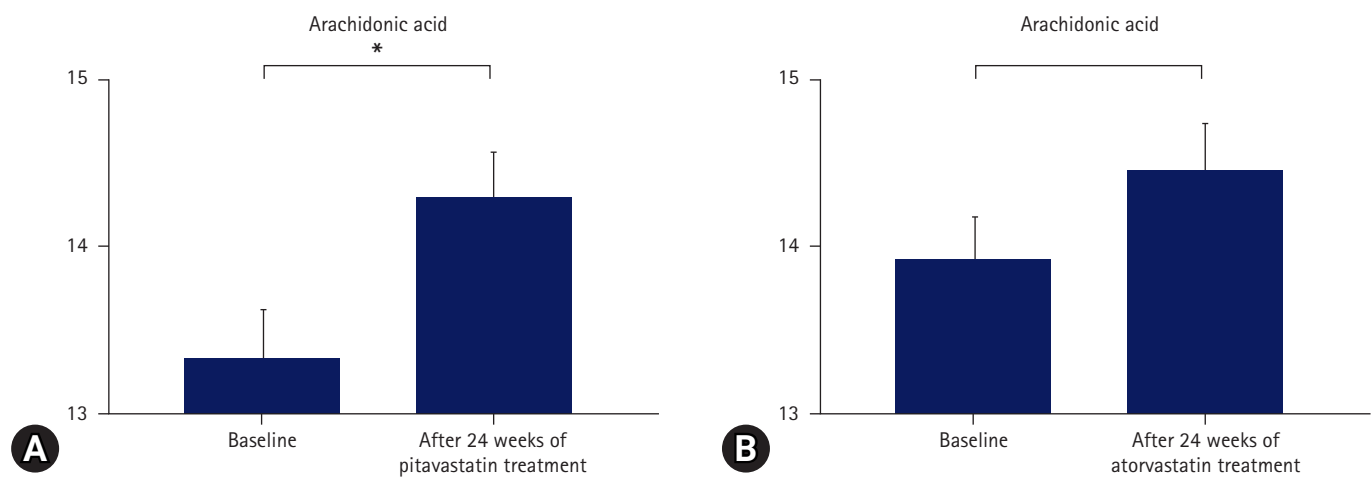 Arachidonic acid
*
15
14
13
Baseline
After 24 weeks of
pitavastatin treatment
A
Arachidonic acid
15
14
13
Baseline
After 24 weeks of
atorvastatin treatment
B